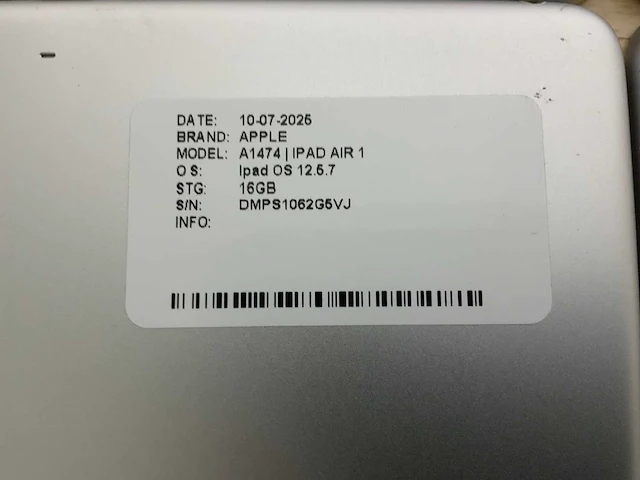 DATE: 10-07-2025
BRAND: APPLE
MODEL: A1474 | IPAD AIR 1
O S: Ipad OS 12.5.7
STG: 16GB
S/N: DMPS1062G5VJ
INFO: